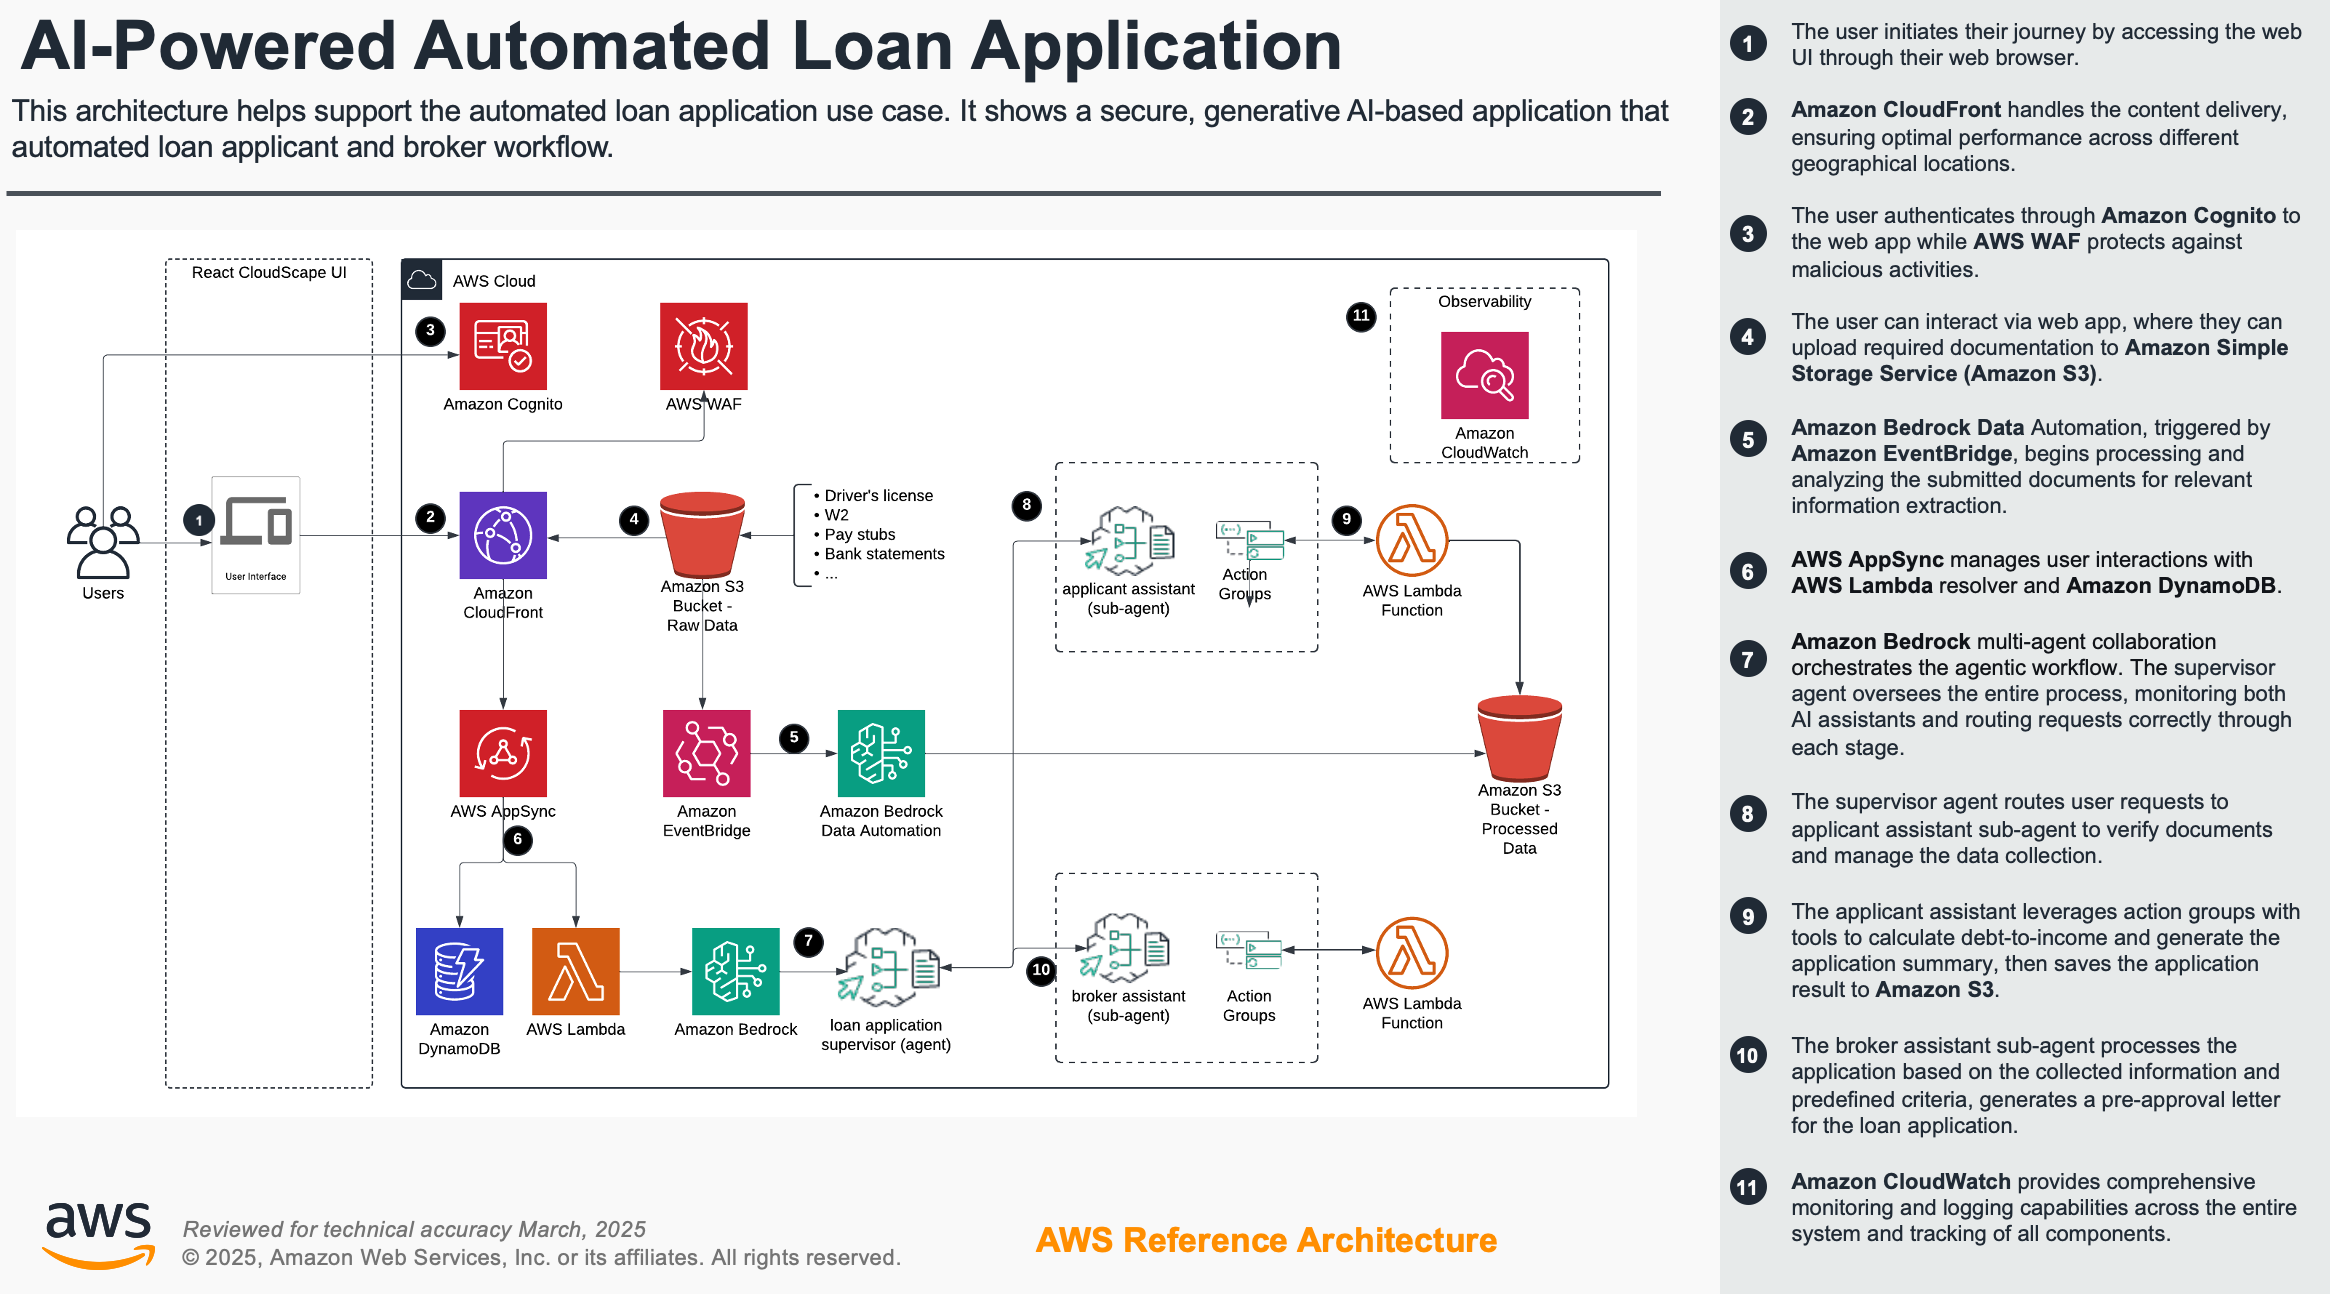 AI-Powered Automated Loan Application
This architecture helps support the automated loan application use case. It shows a secure, generative AI-based application that
automated loan applicant and broker workflow.
React CloudScape UI
AWS Cloud
3
Amazon Cognito
AWS WAF
11
Observability
Amazon
CloudWatch
Users
1
User Interface
2
Amazon
CloudFront
4
Amazon S3
Bucket -
Raw Data
• Driver's license
• W2
• Pay stubs
• Bank statements
• ...
8
applicant assistant
(sub-agent)
Action
Groups
9
AWS Lambda
Function
AWS AppSync
6
Amazon
EventBridge
5
Amazon Bedrock
Data Automation
Amazon S3
Bucket -
Processed
Data
Amazon
DynamoDB
AWS Lambda
Amazon Bedrock
7
loan application
supervisor (agent)
10
broker assistant
(sub-agent)
Action
Groups
AWS Lambda
Function
aws
Reviewed for technical accuracy March, 2025
© 2025, Amazon Web Services, Inc. or its affiliates. All rights reserved.
AWS Reference Architecture
1
The user initiates their journey by accessing the web
UI through their web browser.
2
Amazon CloudFront handles the content delivery,
ensuring optimal performance across different
geographical locations.
3
The user authenticates through Amazon Cognito to
the web app while AWS WAF protects against
malicious activities.
4
The user can interact via web app, where they can
upload required documentation to Amazon Simple
Storage Service (Amazon S3).
5
Amazon Bedrock Data Automation, triggered by
Amazon EventBridge, begins processing and
analyzing the submitted documents for relevant
information extraction.
6
AWS AppSync manages user interactions with
AWS Lambda resolver and Amazon DynamoDB.
7
Amazon Bedrock multi-agent collaboration
orchestrates the agentic workflow. The supervisor
agent oversees the entire process, monitoring both
AI assistants and routing requests correctly through
each stage.
8
The supervisor agent routes user requests to
applicant assistant sub-agent to verify documents
and manage the data collection.
9
The applicant assistant leverages action groups with
tools to calculate debt-to-income and generate the
application summary, then saves the application
result to Amazon S3.
10
The broker assistant sub-agent processes the
application based on the collected information and
predefined criteria, generates a pre-approval letter
for the loan application.
11
Amazon CloudWatch provides comprehensive
monitoring and logging capabilities across the entire
system and tracking of all components.